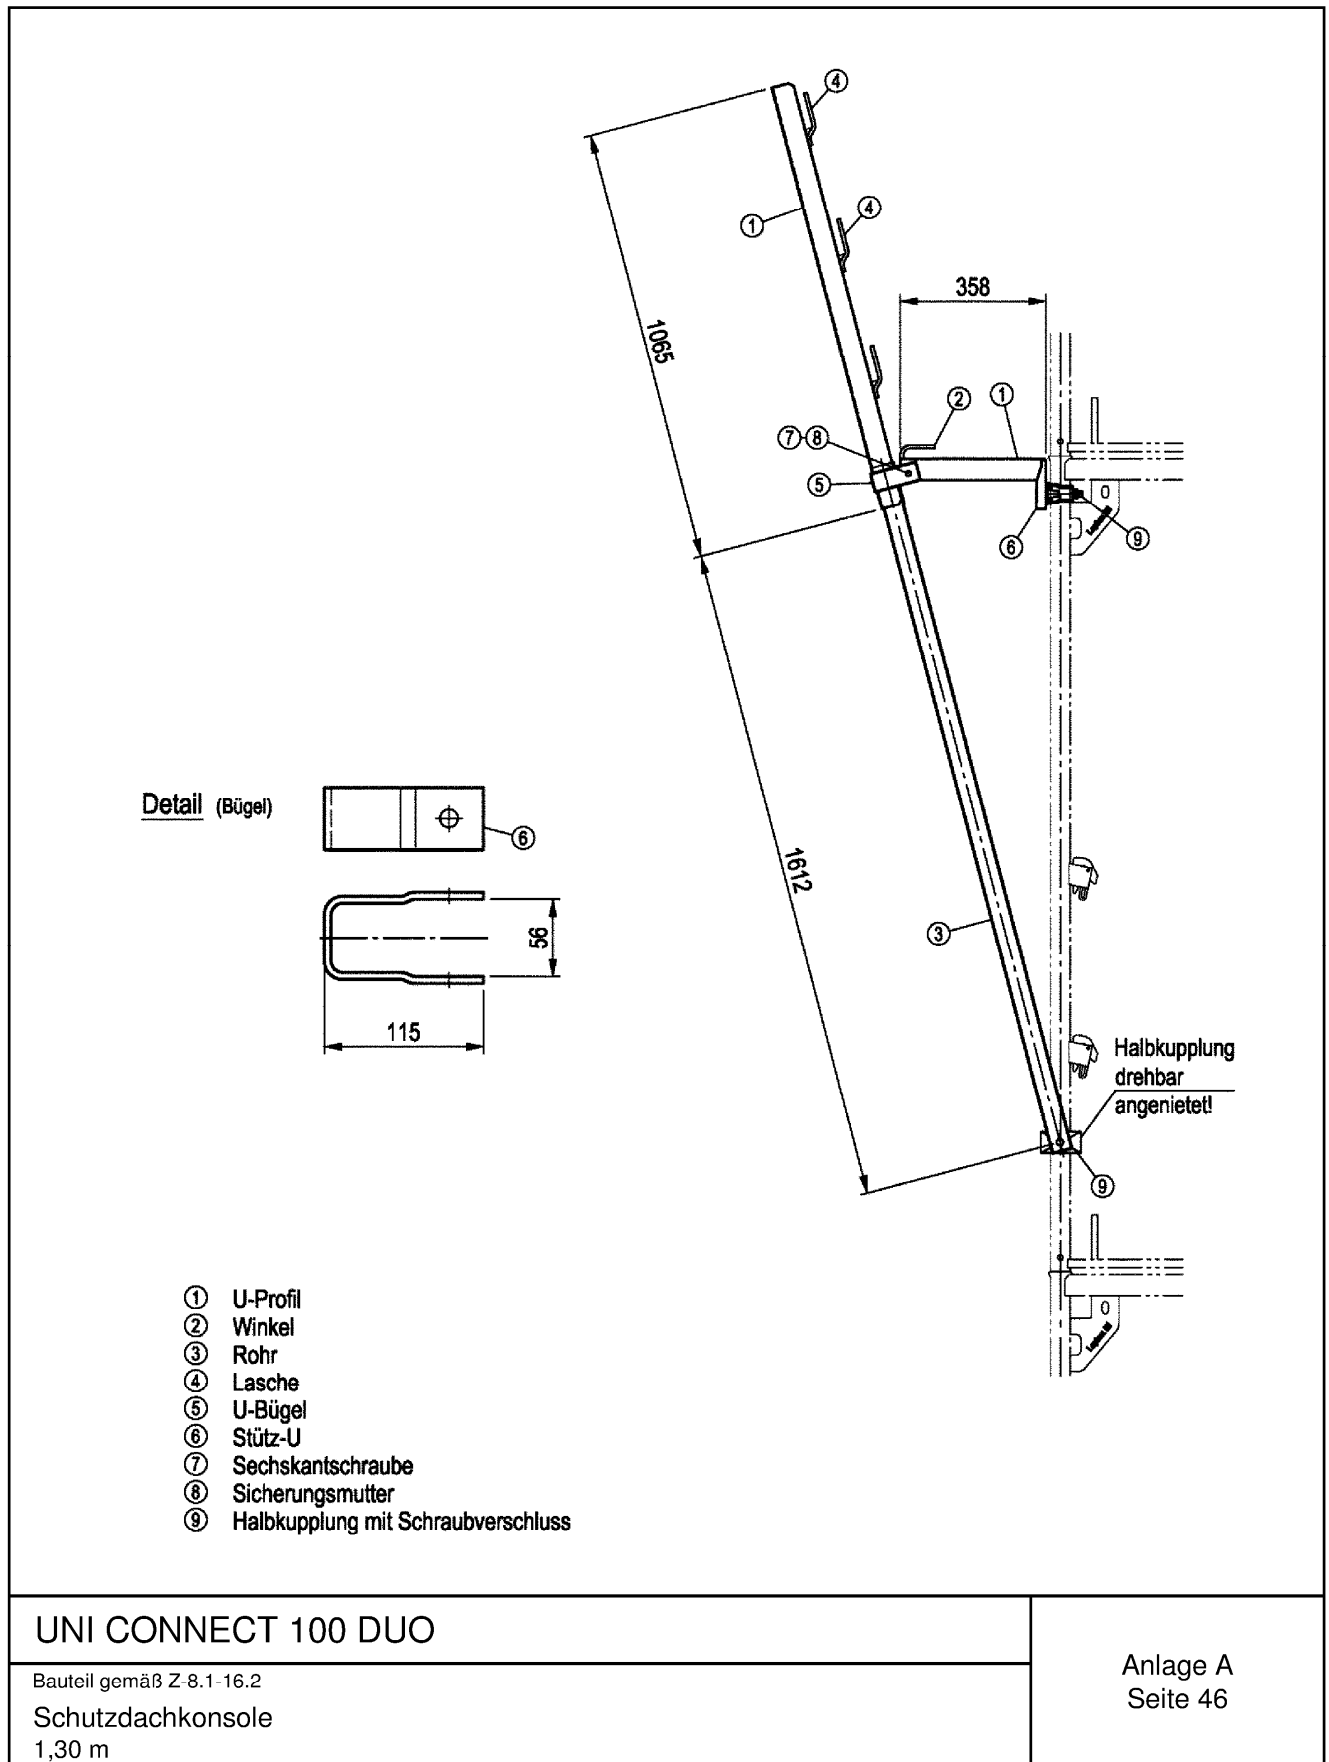 4
4
1
358
1065
2
1
7 8
5
6
9
Detail (Bügel)
6
56
115
1612
3
Halbkupplung
drehbar
angenietet!
9
1 U-Profil
2 Winkel
3 Rohr
4 Lasche
5 U-Bügel
6 Stütz-U
7 Sechskantschraube
8 Sicherungsmutter
9 Halbkupplung mit Schraubverschluss
UNI CONNECT 100 DUO
Bauteil gemäß Z-8.1-16.2
Schutzdachkonsole
1,30 m
Anlage A
Seite 46